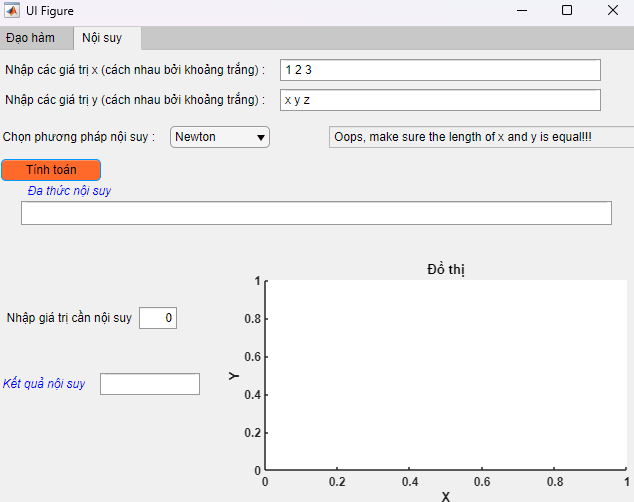 UI Figure
Đạo hàm Nội suy
Nhập các giá trị x (cách nhau bởi khoảng trắng) : 1 2 3
Nhập các giá trị y (cách nhau bởi khoảng trắng) : x y z
Chọn phương pháp nội suy : Newton Oops, make sure the length of x and y is equal!!!
Tính toán
Đa thức nội suy
Đồ thị
1
0.8
Nhập giá trị cần nội suy 0
0.6
Y
Kết quả nội suy
0.4
0.2
0
0 0.2 0.4 0.6 0.8 1
X